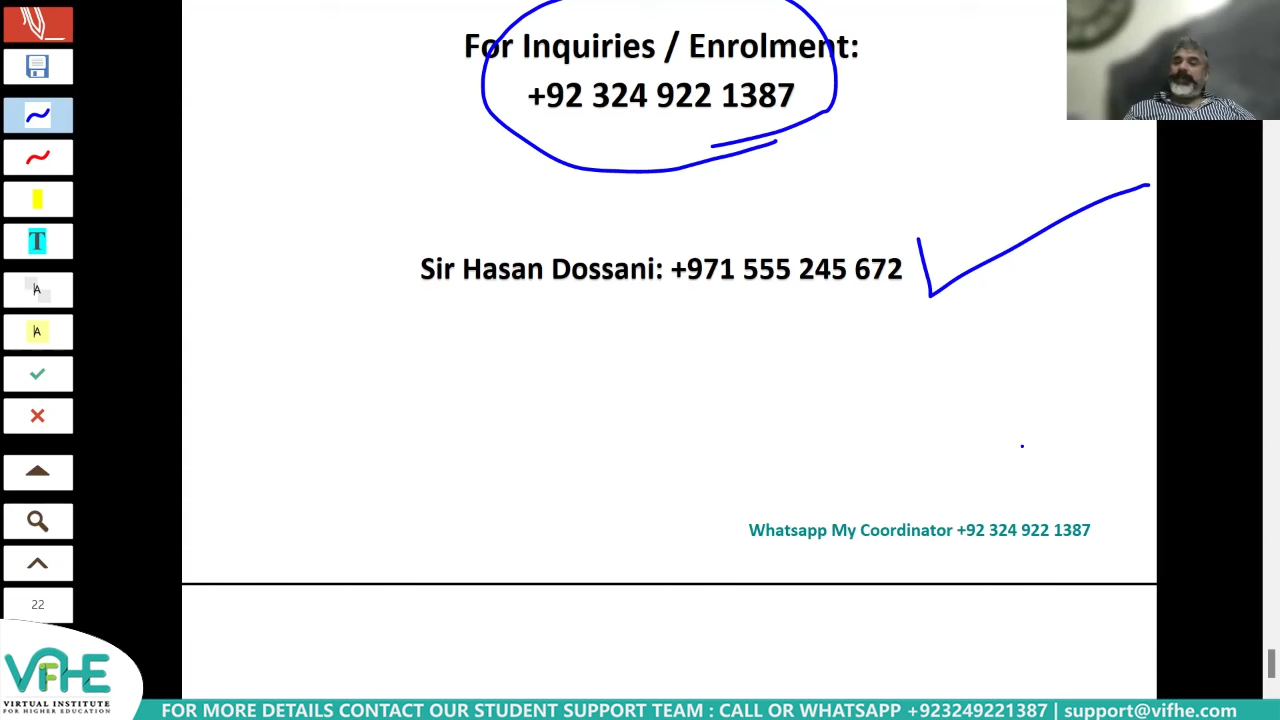 For Inquiries / Enrolment:
+92 324 922 1387
Sir Hasan Dossani: +971 555 245 672
Whatsapp My Coordinator +92 324 922 1387
T
A
A
22
VIFHE
VIRTUAL INSTITUTE
FOR HIGHER EDUCATION
FOR MORE DETAILS CONTACT OUR STUDENT SUPPORT TEAM : CALL OR WHATSAPP +923249221387 | support@vifhe.com